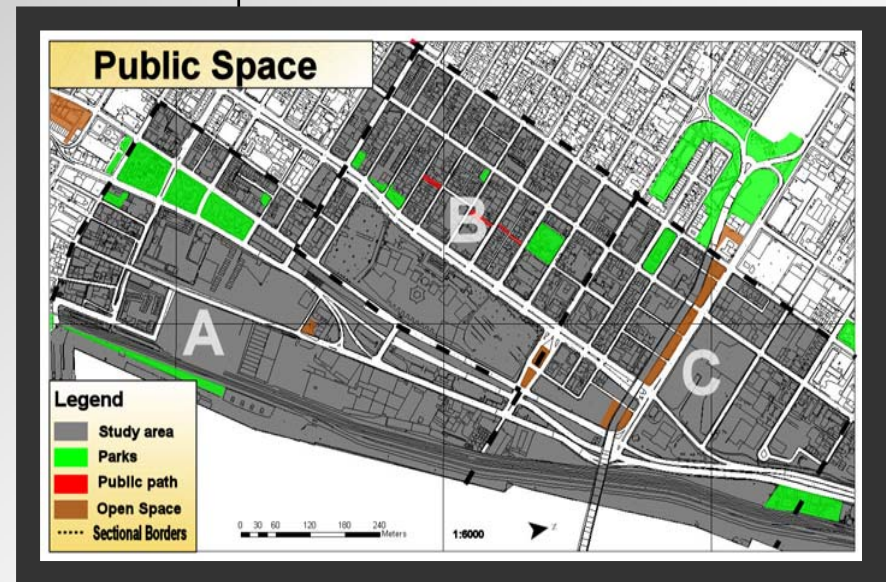 Public Space
B
A
C
Legend
Study area
Parks
Public path
Open Space
Sectional Borders
0 30 60 120 180 240
Meters
1:6000
Z